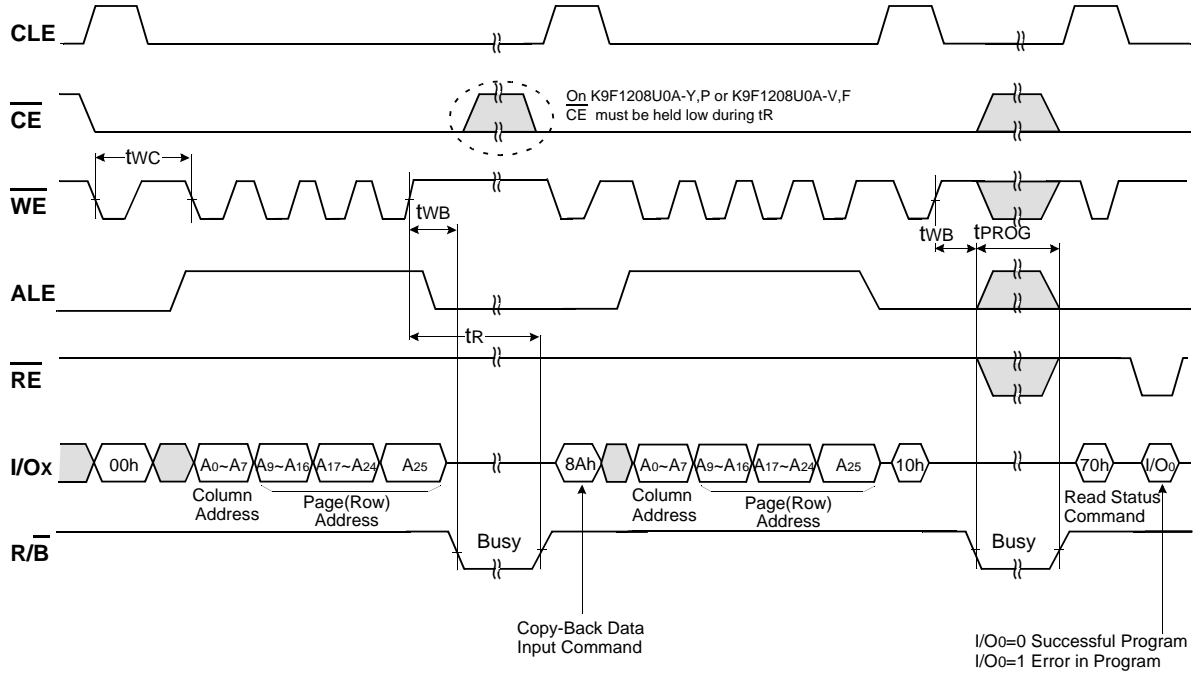 CLE
CE
On K9F1208U0A-Y,P or K9F1208U0A-V,F
CE must be held low during tR
tWC
WE
tWB
tWB
tPROG
ALE
tR
RE
I/Ox
00h
A0~A7
A9~A16
A17~A24
A25
8Ah
A0~A7
A9~A16
A17~A24
A25
10h
70h
I/O0
Column
Address
Page(Row)
Address
Column
Address
Page(Row)
Address
Read Status
Command
R/B
Busy
Busy
Copy-Back Data
Input Command
I/O0=0 Successful Program
I/O0=1 Error in Program